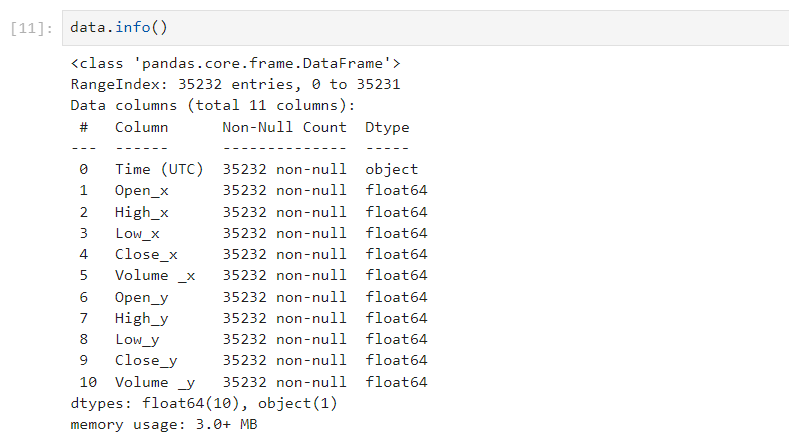 [11]: data.info()
<class 'pandas.core.frame.DataFrame'>
RangeIndex: 35232 entries, 0 to 35231
Data columns (total 11 columns):
 #   Column      Non-Null Count  Dtype
---  ------      --------------  -----
 0   Time (UTC)  35232 non-null  object
 1   Open_x      35232 non-null  float64
 2   High_x      35232 non-null  float64
 3   Low_x       35232 non-null  float64
 4   Close_x     35232 non-null  float64
 5   Volume _x   35232 non-null  float64
 6   Open_y      35232 non-null  float64
 7   High_y      35232 non-null  float64
 8   Low_y       35232 non-null  float64
 9   Close_y     35232 non-null  float64
 10  Volume _y   35232 non-null  float64
dtypes: float64(10), object(1)
memory usage: 3.0+ MB